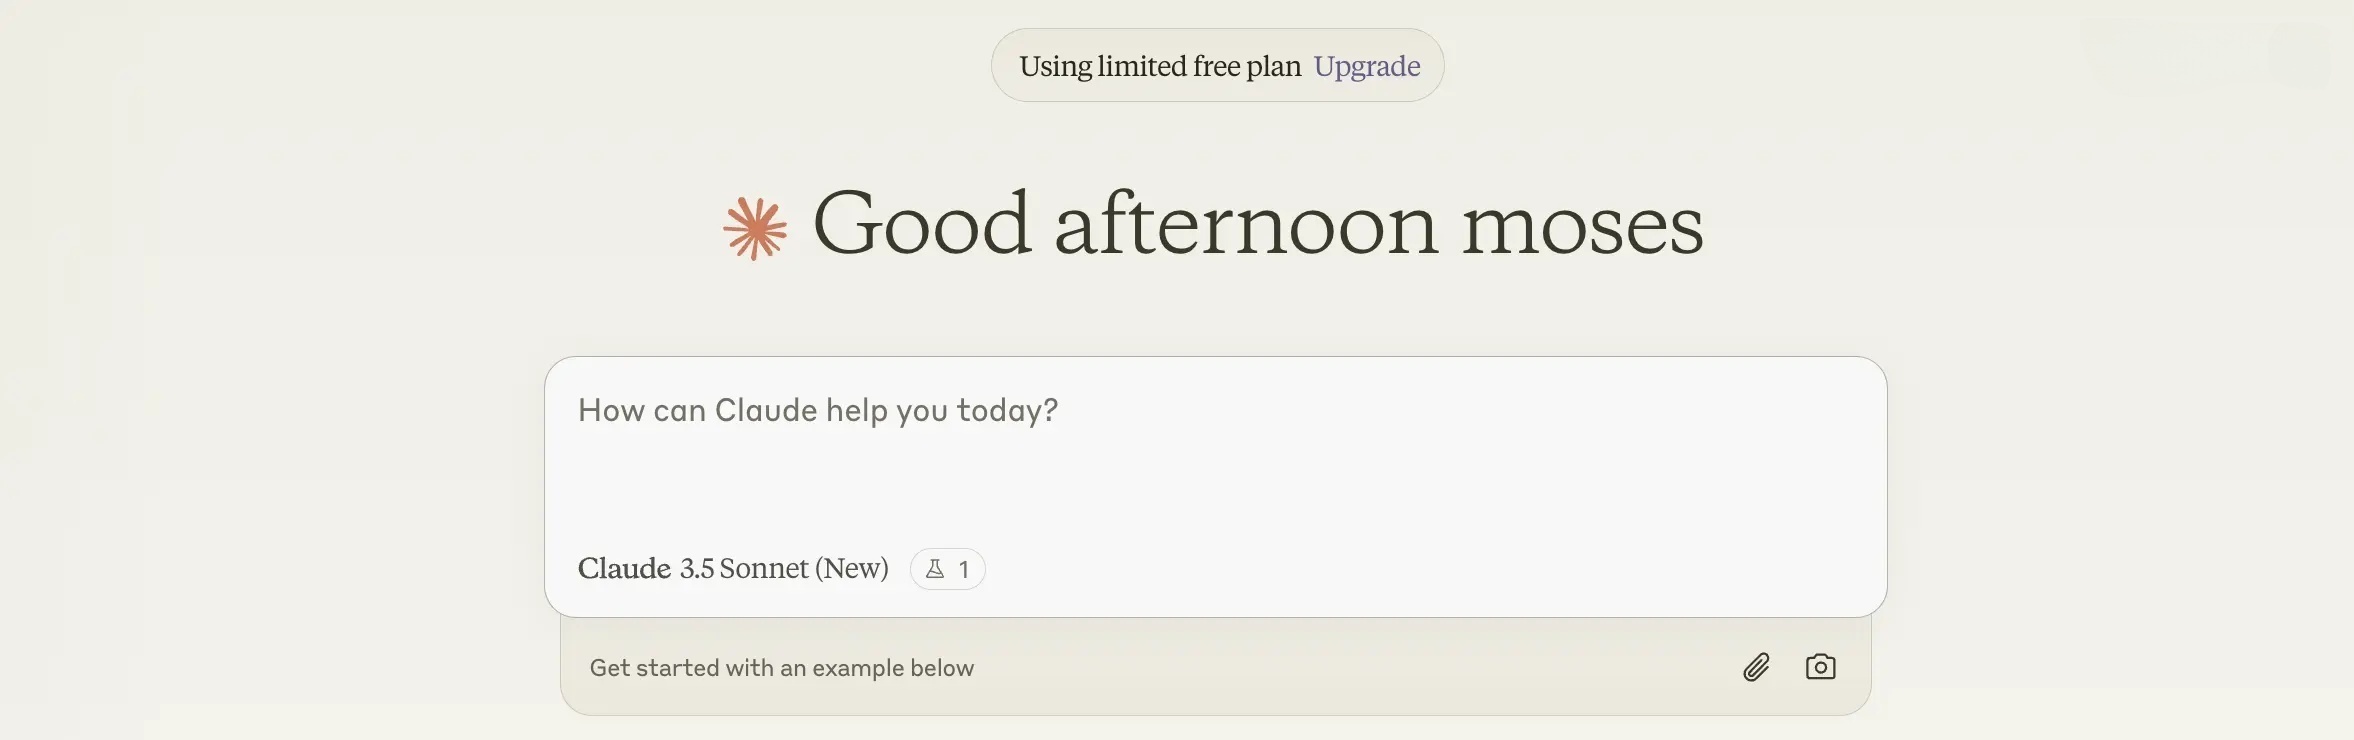 Using limited free plan Upgrade
Good afternoon moses
How can Claude help you today?
Claude 3.5 Sonnet (New) 1
Get started with an example below